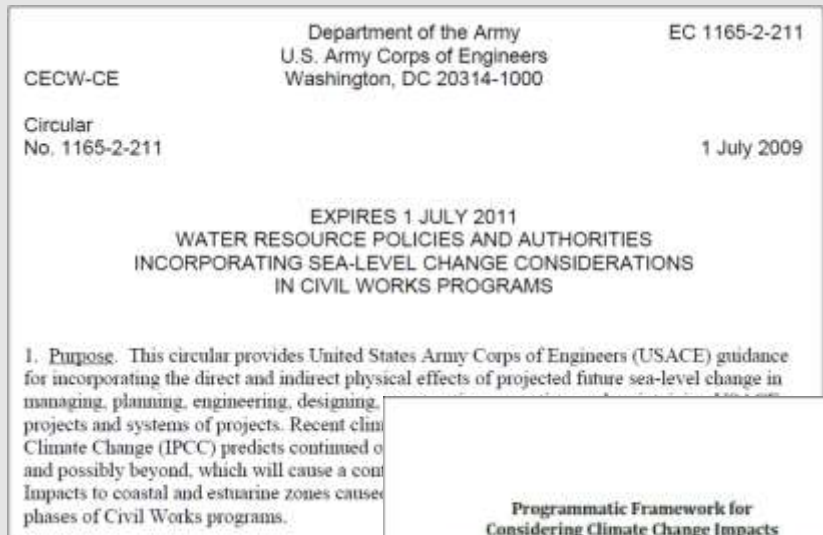 Department of the Army EC 1165-2-211
U.S. Army Corps of Engineers
CECW-CE Washington, DC 20314-1000
Circular
No. 1165-2-211 1 July 2009
EXPIRES 1 JULY 2011
WATER RESOURCE POLICIES AND AUTHORITIES
INCORPORATING SEA-LEVEL CHANGE CONSIDERATIONS
IN CIVIL WORKS PROGRAMS
1. Purpose. This circular provides United States Army Corps of Engineers (USACE) guidance
for incorporating the direct and indirect physical effects of projected future sea-level change in
managing, planning, engineering, designing,
projects and systems of projects. Recent
Climate Change (IPCC) predicts continued
and possibly beyond, which will cause a
Impacts to coastal and estuarine zones
phases of Civil Works programs.
Programmatic Framework for
Considering Climate Change Impacts